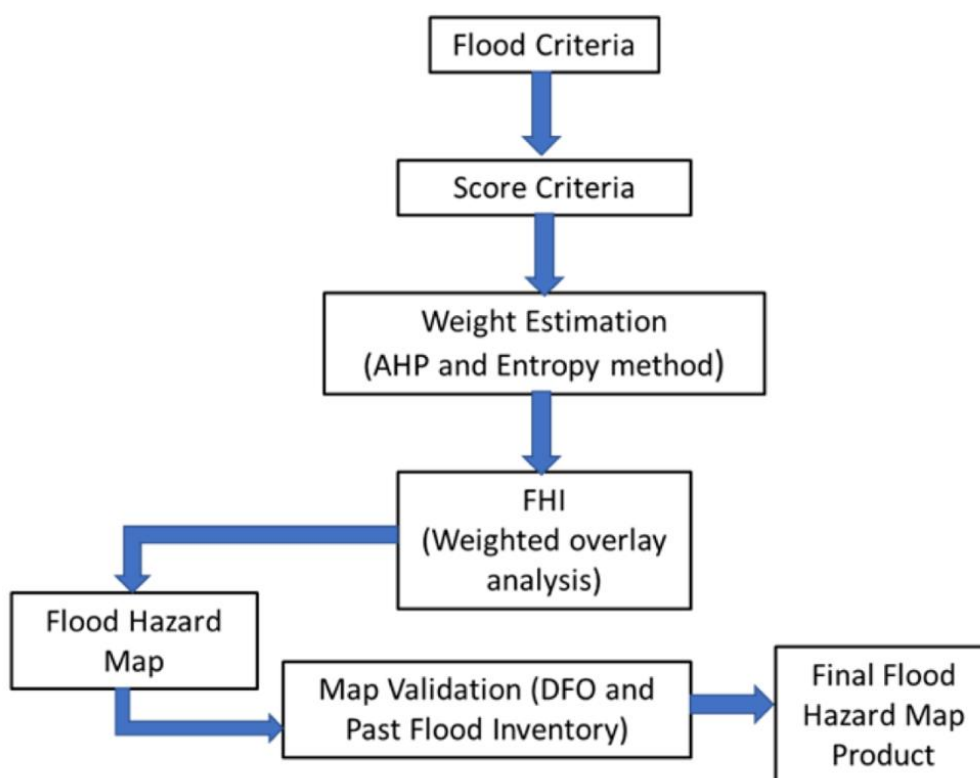 Flood Criteria
Score Criteria
Weight Estimation
(AHP and Entropy method)
FHI
(Weighted overlay
analysis)
Flood Hazard
Map
Map Validation (DFO and
Past Flood Inventory)
Final Flood
Hazard Map
Product